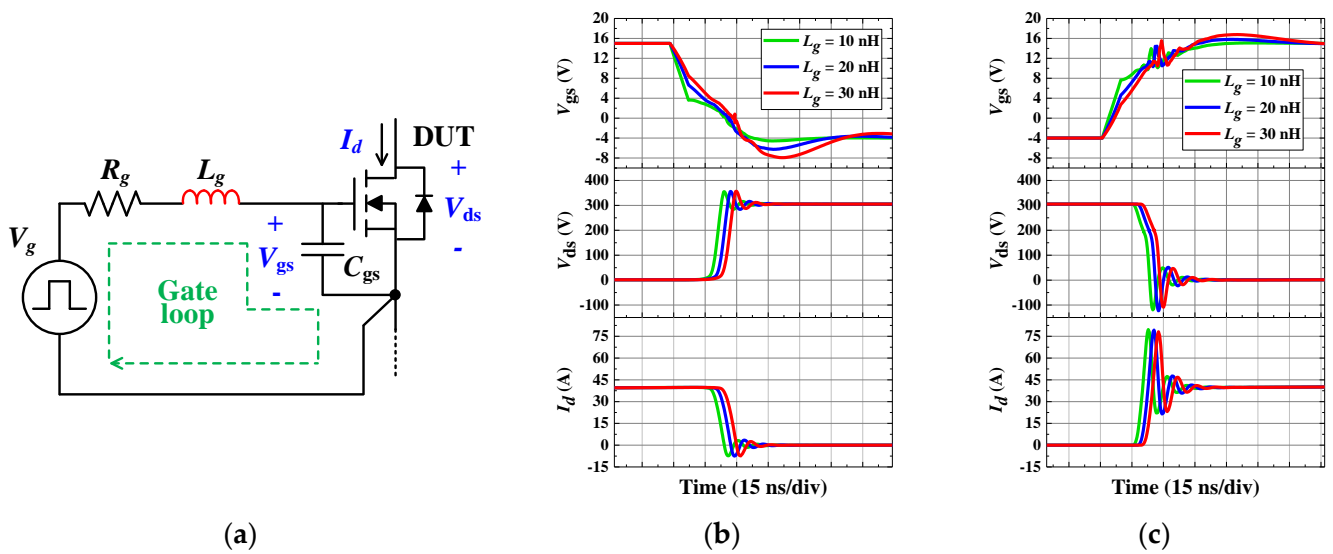 DUT
I_d
R_g
L_g
+
V_ds
-
V_g
+
V_gs
-
C_gs
Gate
loop
(a)
20
16
12
8
4
0
-4
-8
V_gs (V)
L_g = 10 nH
L_g = 20 nH
L_g = 30 nH
400
300
200
100
0
-100
V_ds (V)
75
60
45
30
15
0
-15
I_d (A)
Time (15 ns/div)
(b)
20
16
12
8
4
0
-4
-8
V_gs (V)
L_g = 10 nH
L_g = 20 nH
L_g = 30 nH
400
300
200
100
0
-100
V_ds (V)
75
60
45
30
15
0
-15
I_d (A)
Time (15 ns/div)
(c)